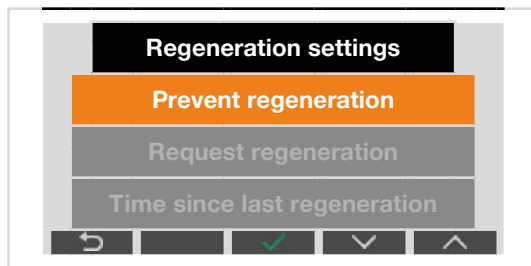 Regeneration settings
Prevent regeneration
Request regeneration
Time since last regeneration